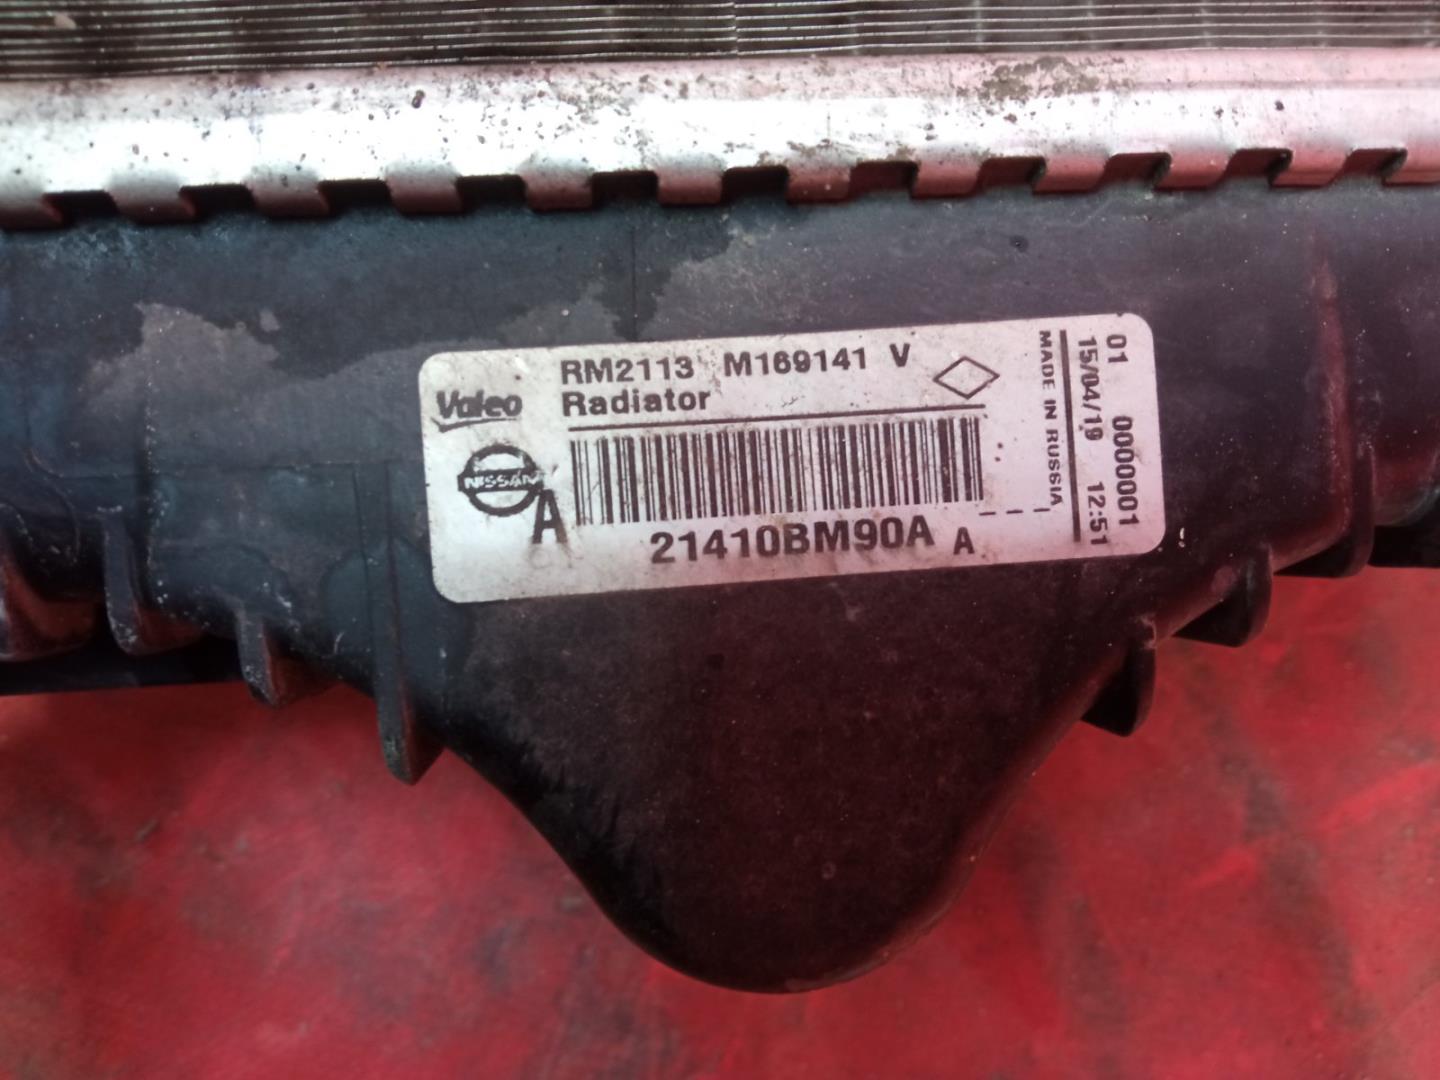 Valeo
RM2113 M169141 V
Radiator
NISSAN
A
21410BM90A A
MADE IN RUSSIA
15/04/19 12:51
01 0000001